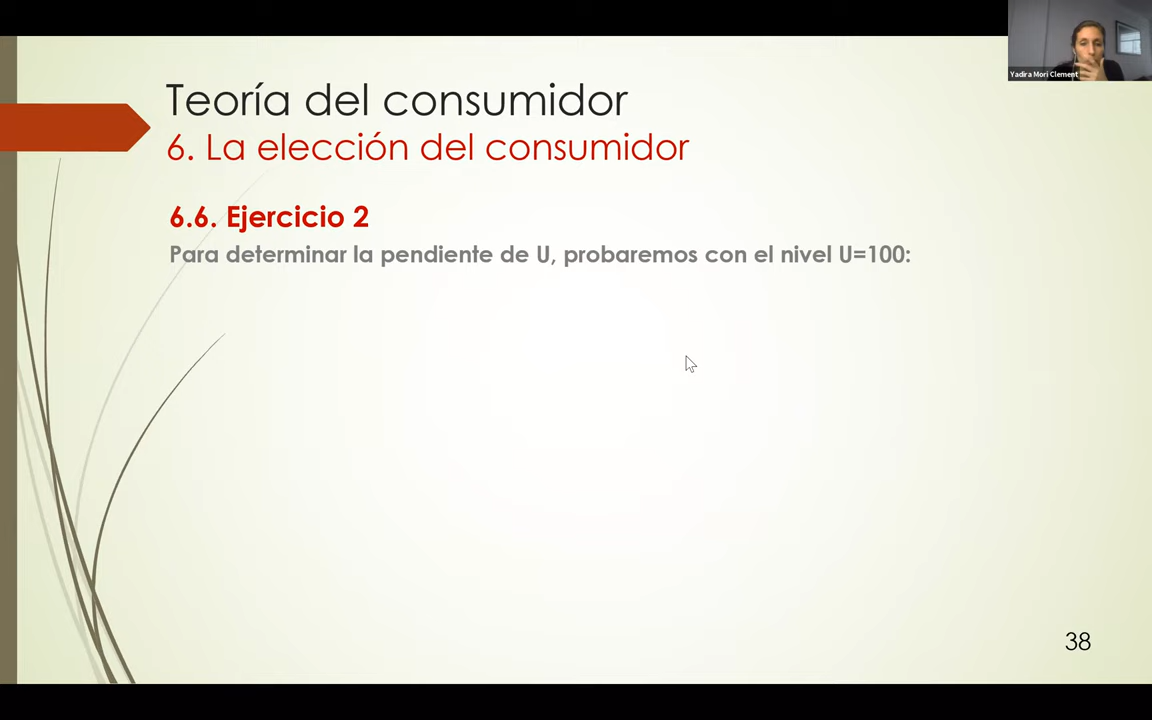 Yadira Mori Clement
Teoría del consumidor
6. La elección del consumidor
6.6. Ejercicio 2
Para determinar la pendiente de U, probaremos con el nivel U=100:
38